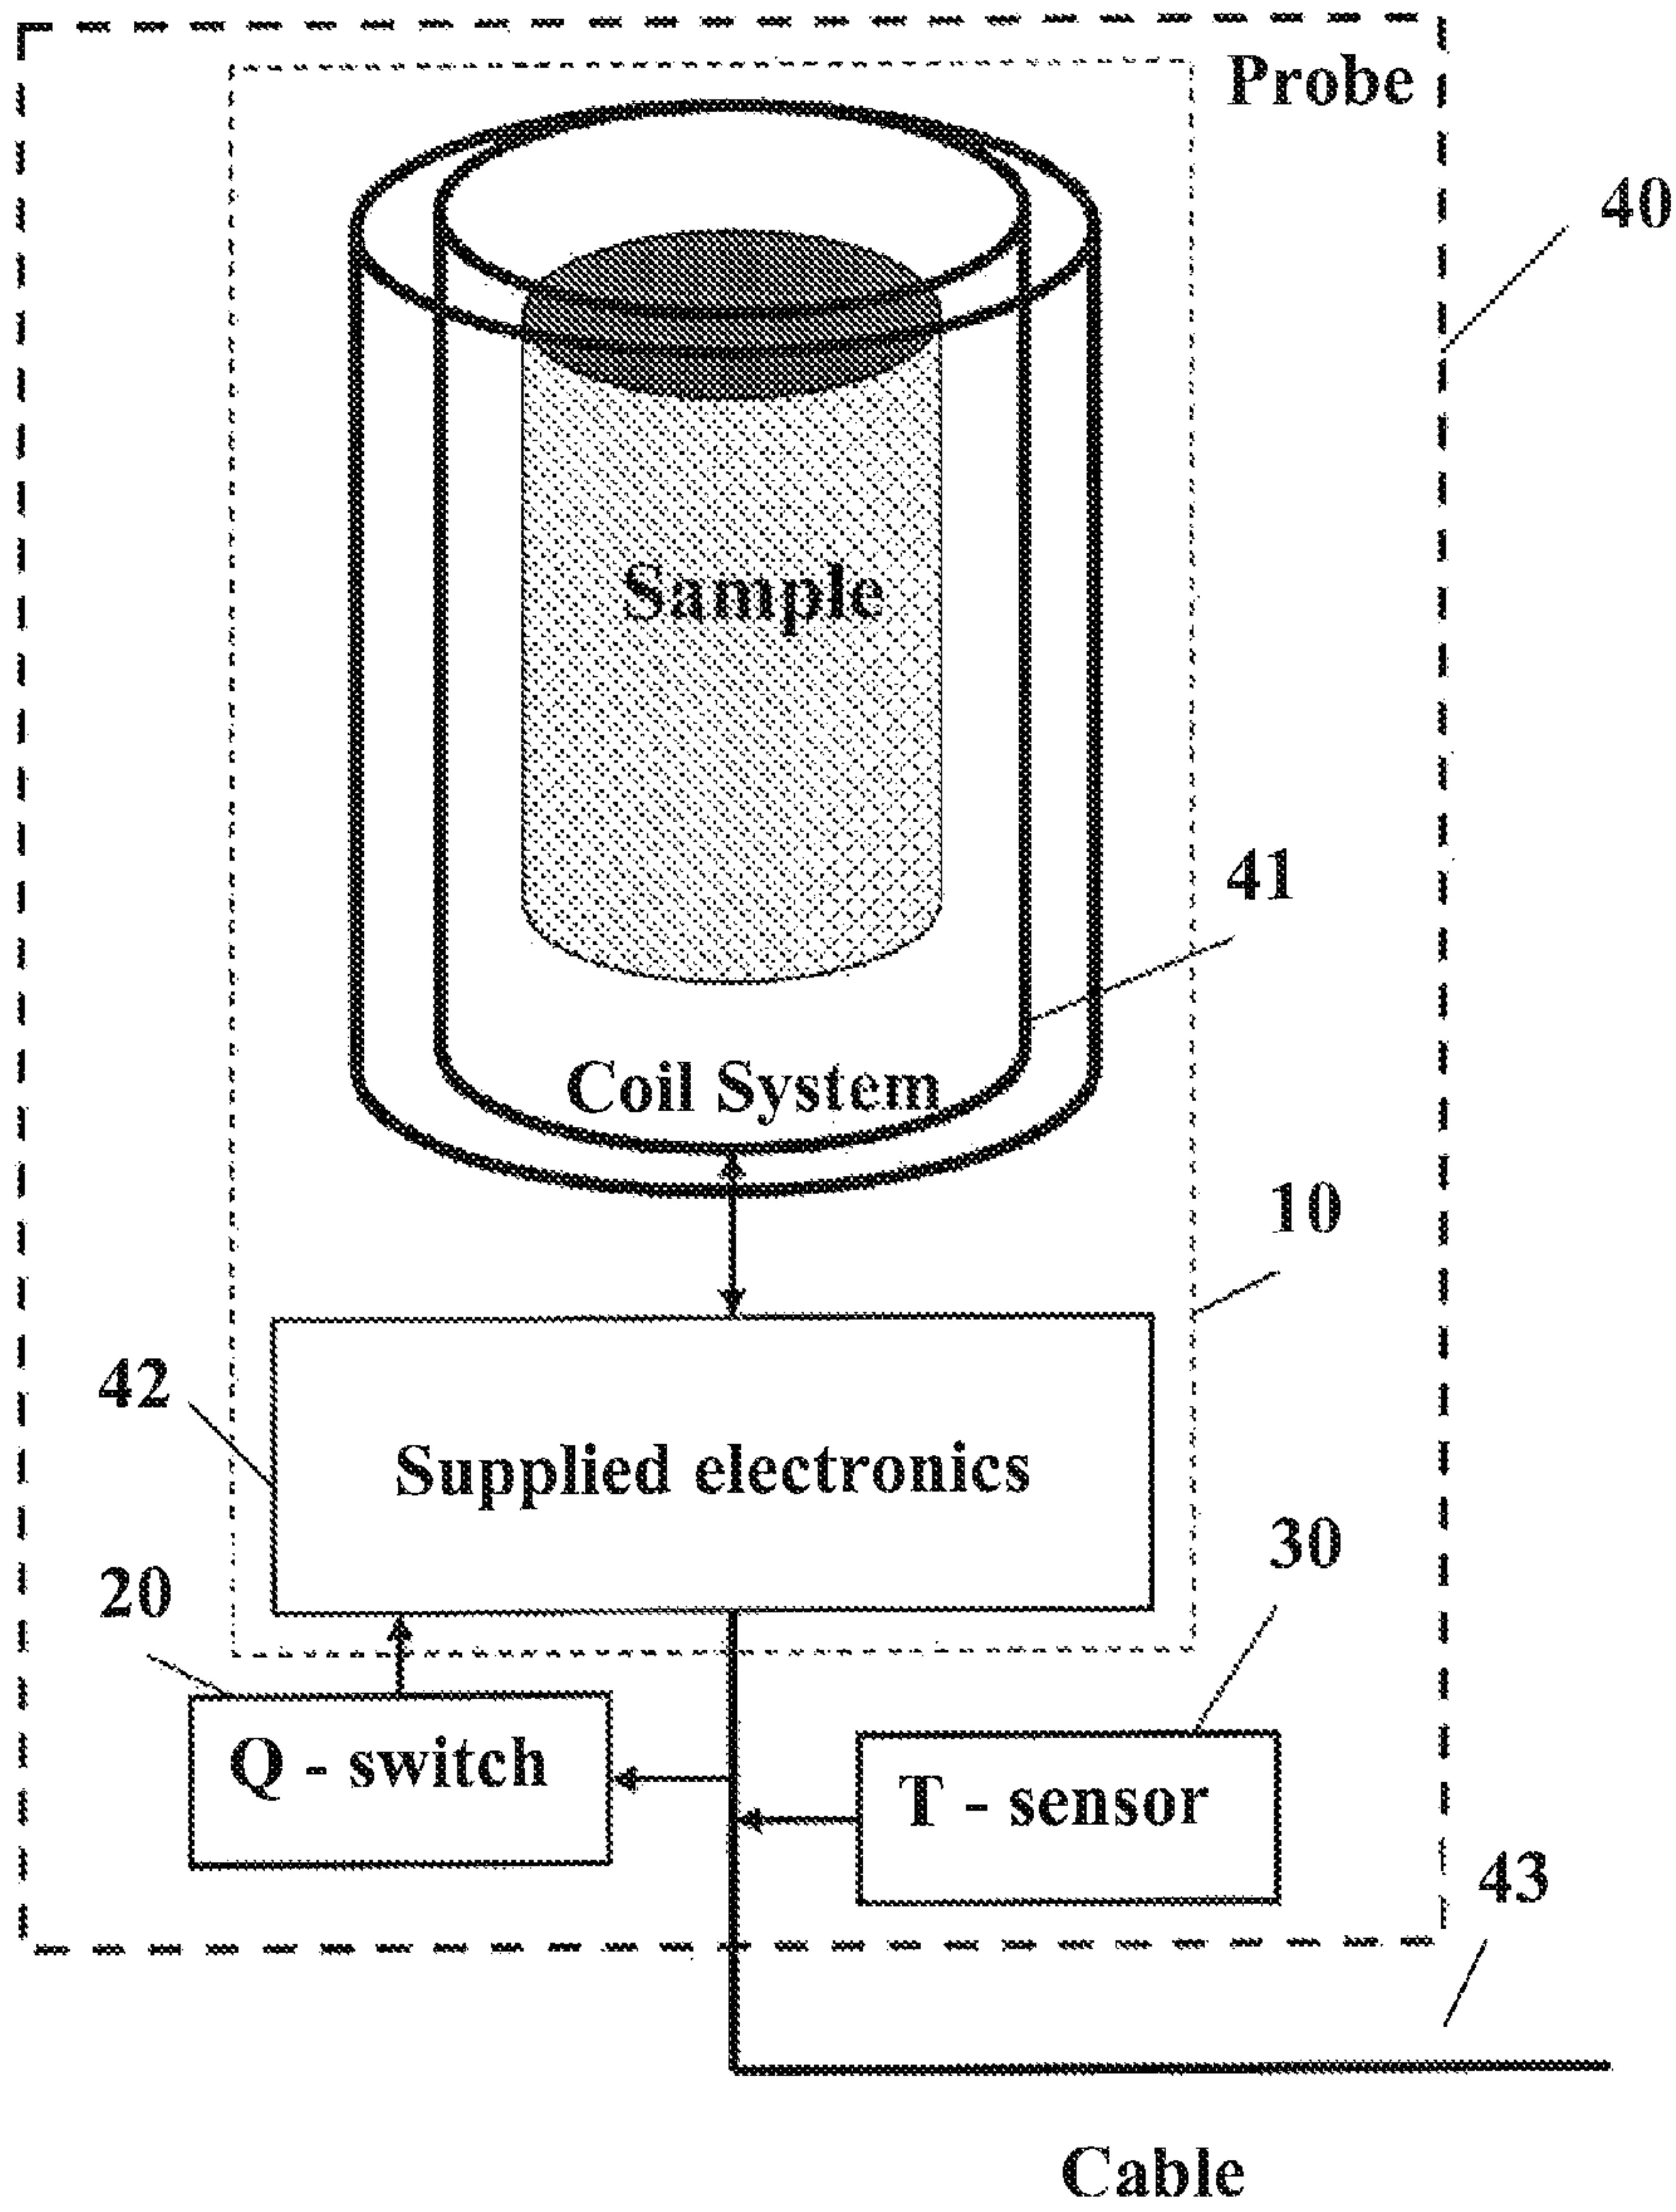 Probe
40
Sample
41
Coil System
10
42
Supplied electronics
30
20
Q - switch
T - sensor
43
Cable